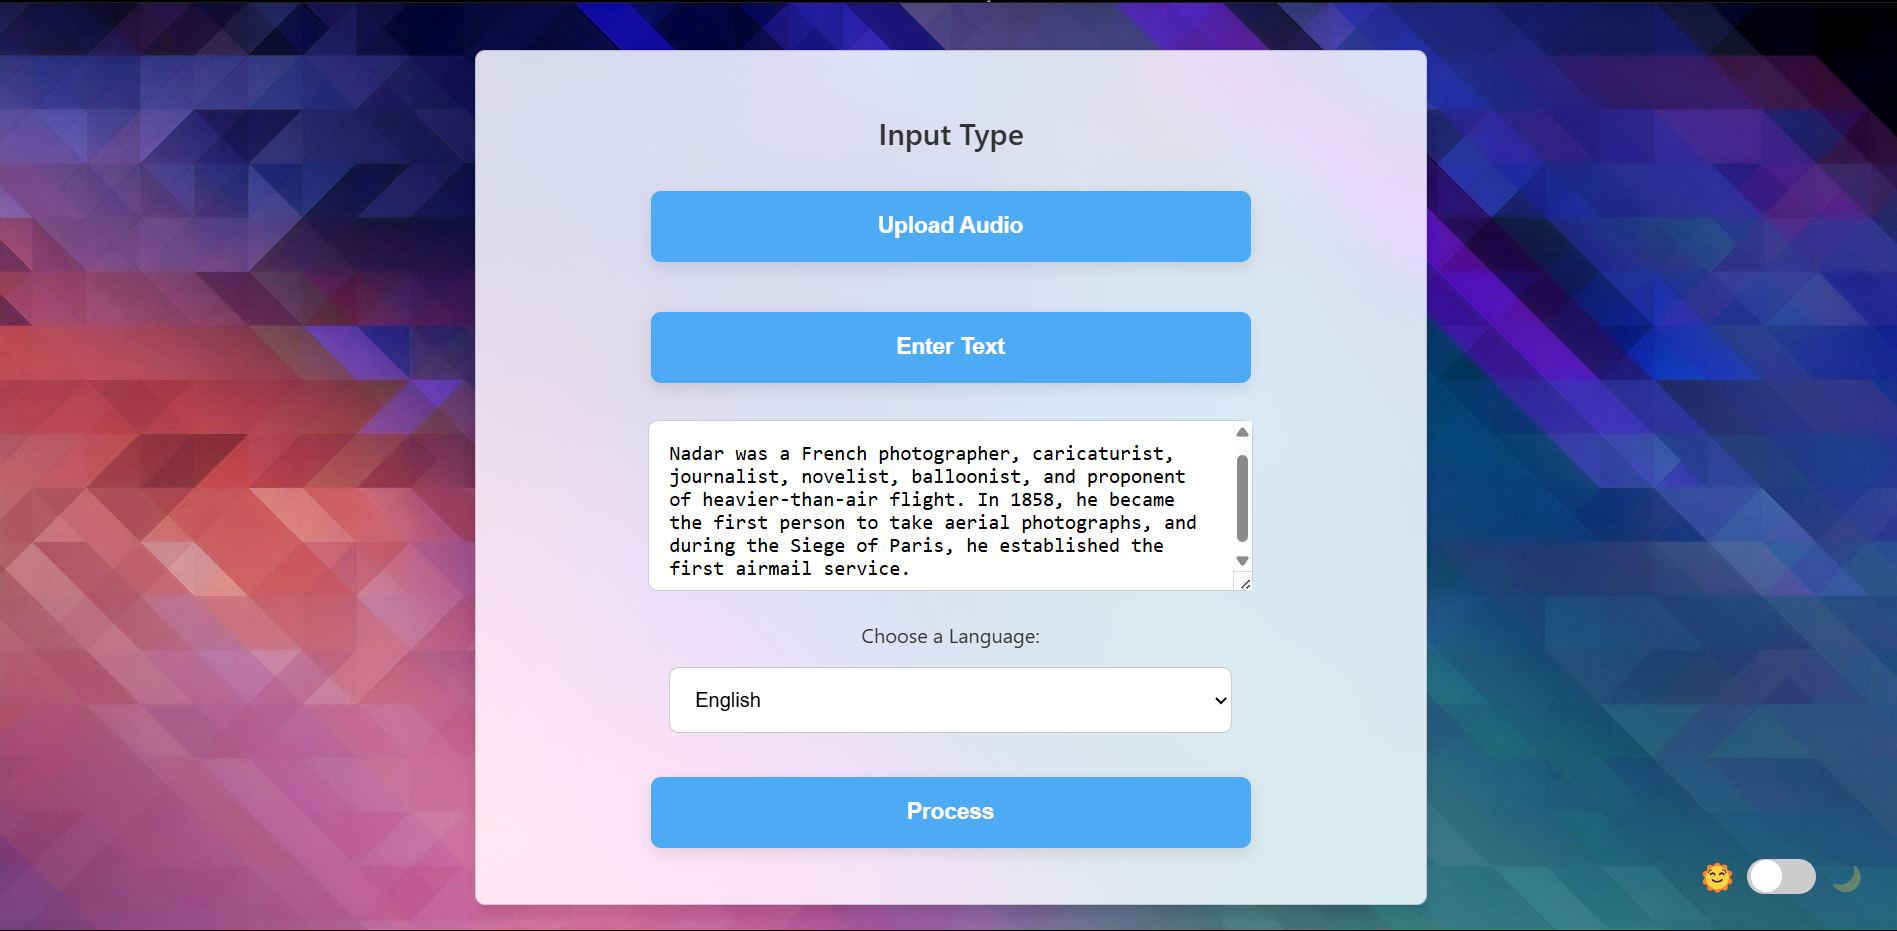 Input Type
Upload Audio
Enter Text
Nadar was a French photographer, caricaturist,
journalist, novelist, balloonist, and proponent
of heavier-than-air flight. In 1858, he became
the first person to take aerial photographs, and
during the Siege of Paris, he established the
first airmail service.
Choose a Language:
English
Process